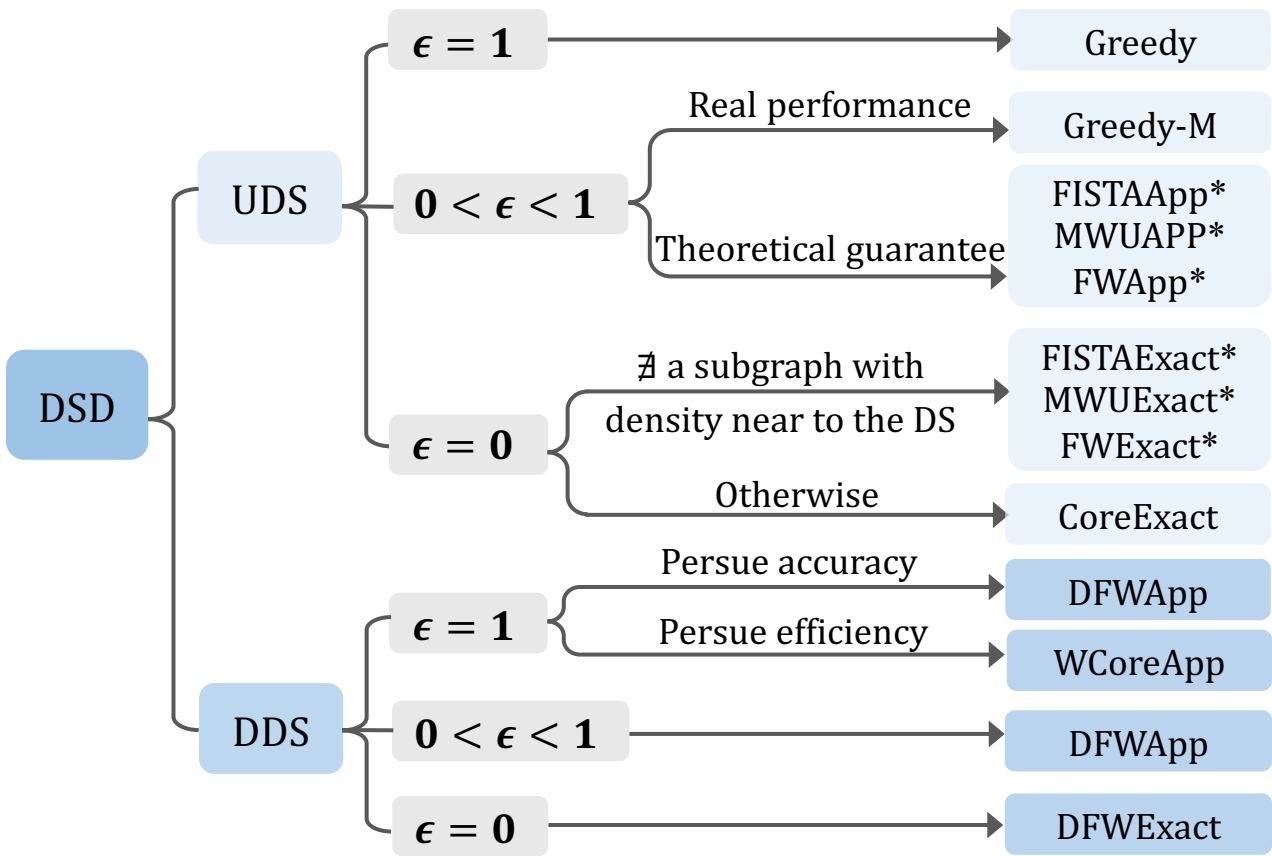 DSD
UDS
ϵ = 1
Greedy
0 < ϵ < 1
Real performance
Greedy-M
Theoretical guarantee
FISTAApp*
MWUAPP*
FWApp*
ϵ = 0
∄ a subgraph with
density near to the DS
FISTAExact*
MWUExact*
FWExact*
Otherwise
CoreExact
DDS
ϵ = 1
Persue accuracy
DFWApp
Persue efficiency
WCoreApp
0 < ϵ < 1
DFWApp
ϵ = 0
DFWExact